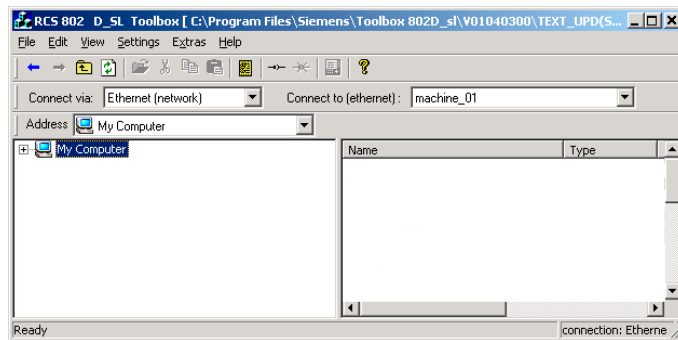 RCS 802 D_SL Toolbox [ C:\Program Files\Siemens\Toolbox 802D_sl\V01040300\TEXT_UPD(S...
File Edit View Settings Extras Help
Connect via: Ethernet (network) Connect to (ethernet) : machine_01
Address My Computer
My Computer
Name Type
Ready connection: Etherne